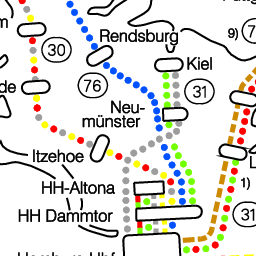 Rendsburg
9)
30
Kiel
76
31
Neu-
münster
de
Itzehoe
HH-Altona
1)
HH Dammtor
31